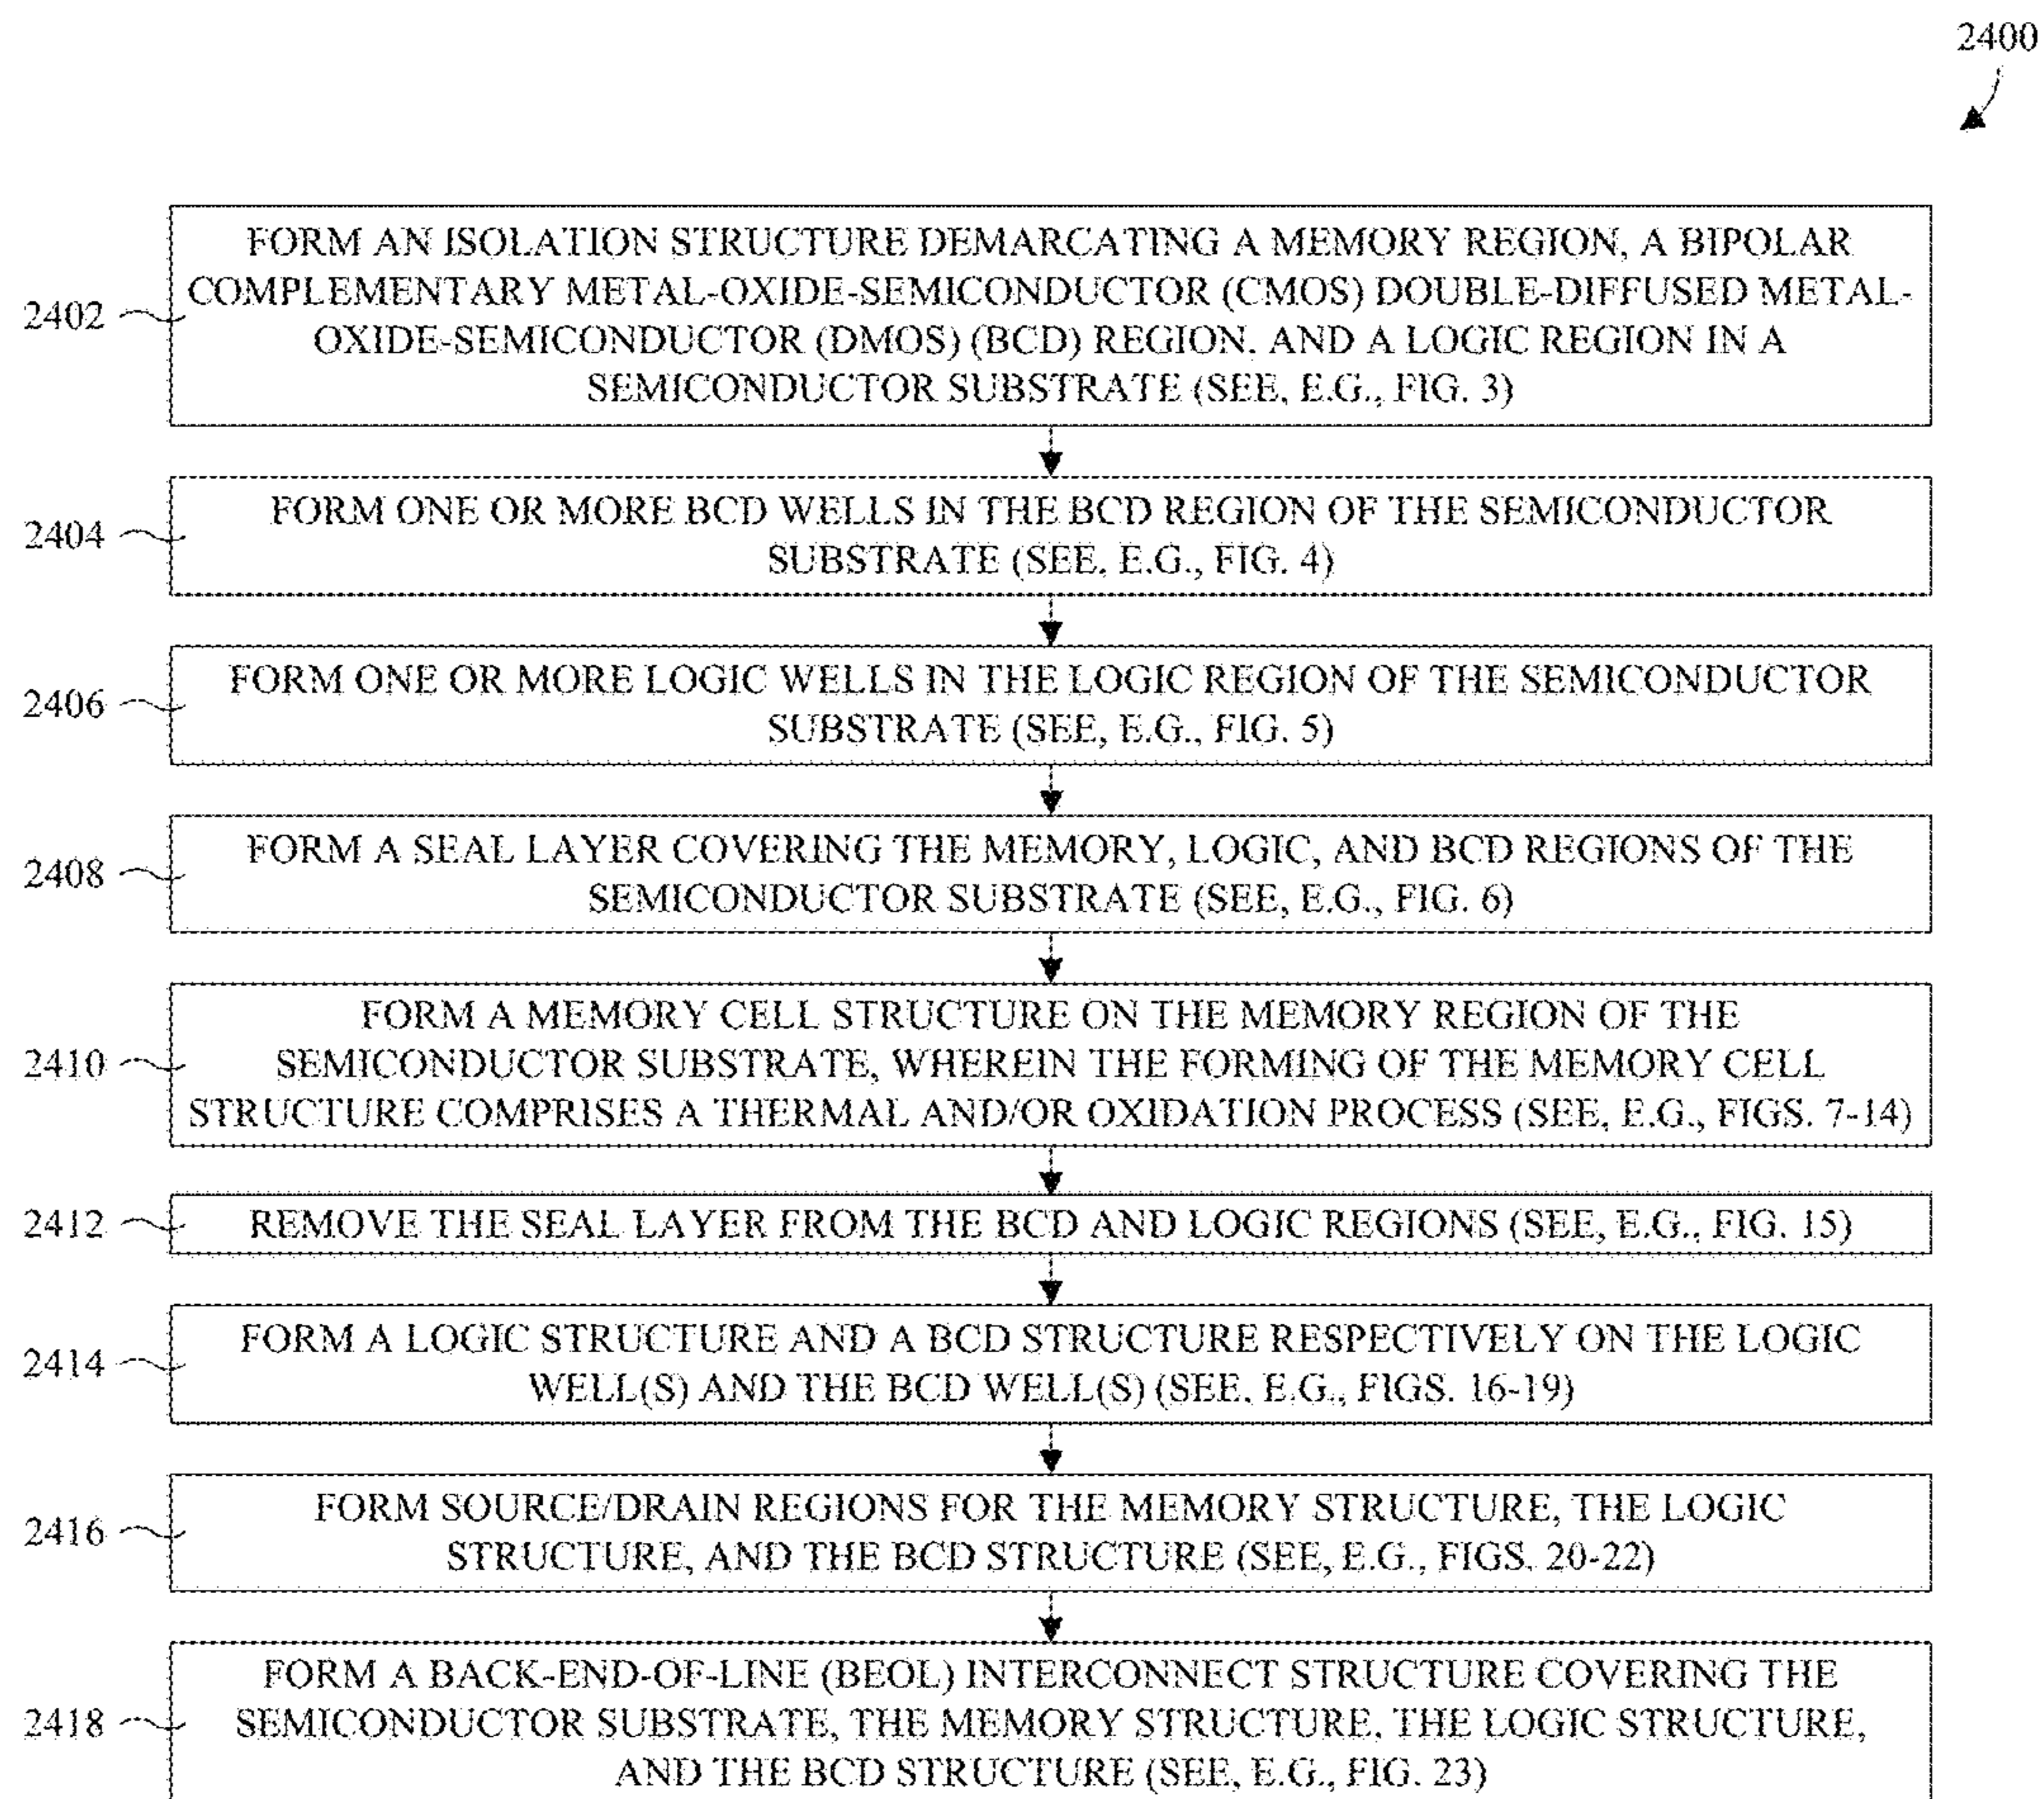 2400
FORM AN ISOLATION STRUCTURE DEMARCATING A MEMORY REGION, A BIPOLAR
COMPLEMENTARY METAL-OXIDE-SEMICONDUCTOR (CMOS) DOUBLE-DIFFUSED METAL-
2402
OXIDE-SEMICONDUCTOR (DMOS) (BCD) REGION, AND A LOGIC REGION IN A
SEMICONDUCTOR SUBSTRATE (SEE, E.G., FIG. 3)
2404
FORM ONE OR MORE BCD WELLS IN THE BCD REGION OF THE SEMICONDUCTOR
SUBSTRATE (SEE, E.G., FIG. 4)
2406
FORM ONE OR MORE LOGIC WELLS IN THE LOGIC REGION OF THE SEMICONDUCTOR
SUBSTRATE (SEE, E.G., FIG. 5)
2408
FORM A SEAL LAYER COVERING THE MEMORY, LOGIC, AND BCD REGIONS OF THE
SEMICONDUCTOR SUBSTRATE (SEE, E.G., FIG. 6)
2410
FORM A MEMORY CELL STRUCTURE ON THE MEMORY REGION OF THE
SEMICONDUCTOR SUBSTRATE, WHEREIN THE FORMING OF THE MEMORY CELL
STRUCTURE COMPRISES A THERMAL AND/OR OXIDATION PROCESS (SEE, E.G., FIGS. 7-14)
2412
REMOVE THE SEAL LAYER FROM THE BCD AND LOGIC REGIONS (SEE, E.G., FIG. 15)
2414
FORM A LOGIC STRUCTURE AND A BCD STRUCTURE RESPECTIVELY ON THE LOGIC
WELL(S) AND THE BCD WELL(S) (SEE, E.G., FIGS. 16-19)
2416
FORM SOURCE/DRAIN REGIONS FOR THE MEMORY STRUCTURE, THE LOGIC
STRUCTURE, AND THE BCD STRUCTURE (SEE, E.G., FIGS. 20-22)
2418
FORM A BACK-END-OF-LINE (BEOL) INTERCONNECT STRUCTURE COVERING THE
SEMICONDUCTOR SUBSTRATE, THE MEMORY STRUCTURE, THE LOGIC STRUCTURE,
AND THE BCD STRUCTURE (SEE, E.G., FIG. 23)